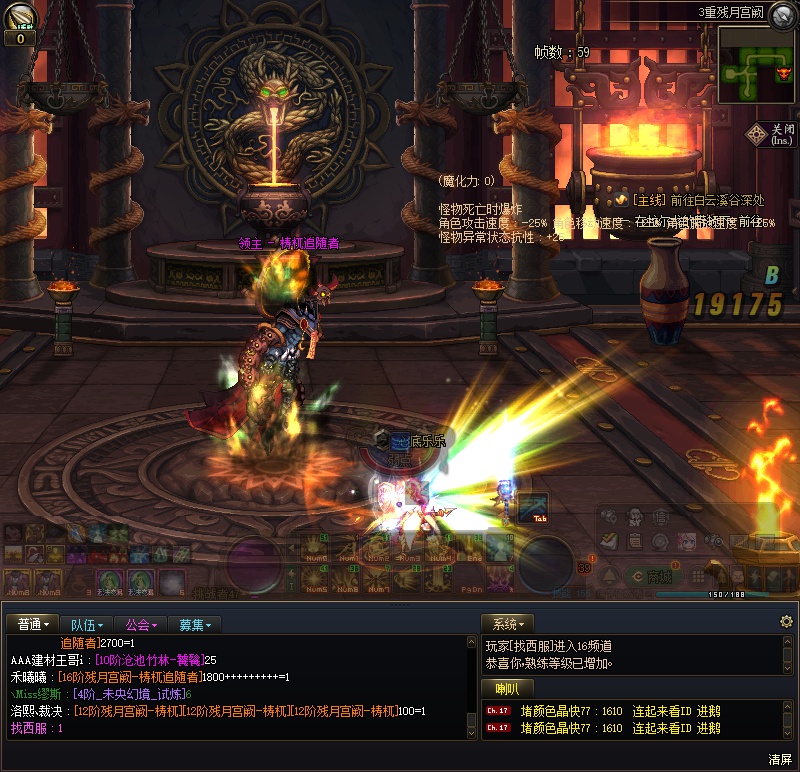 3重残月宫阙
0
帧数：59
关闭
(Ins.)
(魔化力: 0)
[主线] 前往白云溪谷深处
怪物死亡时爆炸
怪物异常状态抗性：+25
领主 - 梼杌追随者
B
19175
底乐乐
Tab
Num0
Num5
Num6
PgDn
39
商城
150/188
普通
队伍
公会
募集
追随者]2700=1
AAA建材王哥i：[10阶沧池竹林-饕餮]25
禾曦曦：[16阶残月宫阙-梼杌追随者]1800+++++++++=1
\Miss缪斯：[4阶_未央幻境_试炼]6
洛熙、裁决：[12阶残月宫阙-梼杌][12阶残月宫阙-梼杌][12阶残月宫阙-梼杌]100=1
找西服：1
系统
玩家[找西服]进入16频道
恭喜你，熟练等级已增加。
喇叭
Ch.17 堵颜色晶快77：1610 连起来看ID 进鹅
Ch.17 堵颜色晶快77：1610 连起来看ID 进鹅
清屏